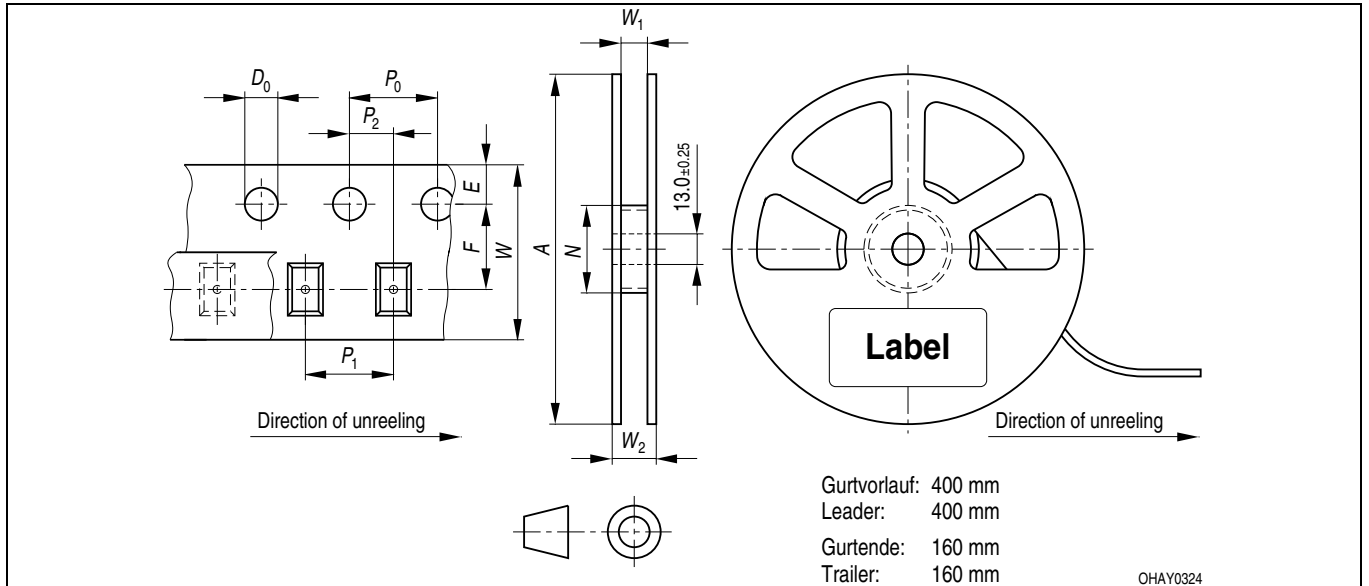 W1
D0
P0
P2
E
F
W
A
N
13.0±0.25
P1
Label
Direction of unreeling
W2
Direction of unreeling
Gurtvorlauf: 400 mm
Leader: 400 mm
Gurtende: 160 mm
Trailer: 160 mm
OHAY0324